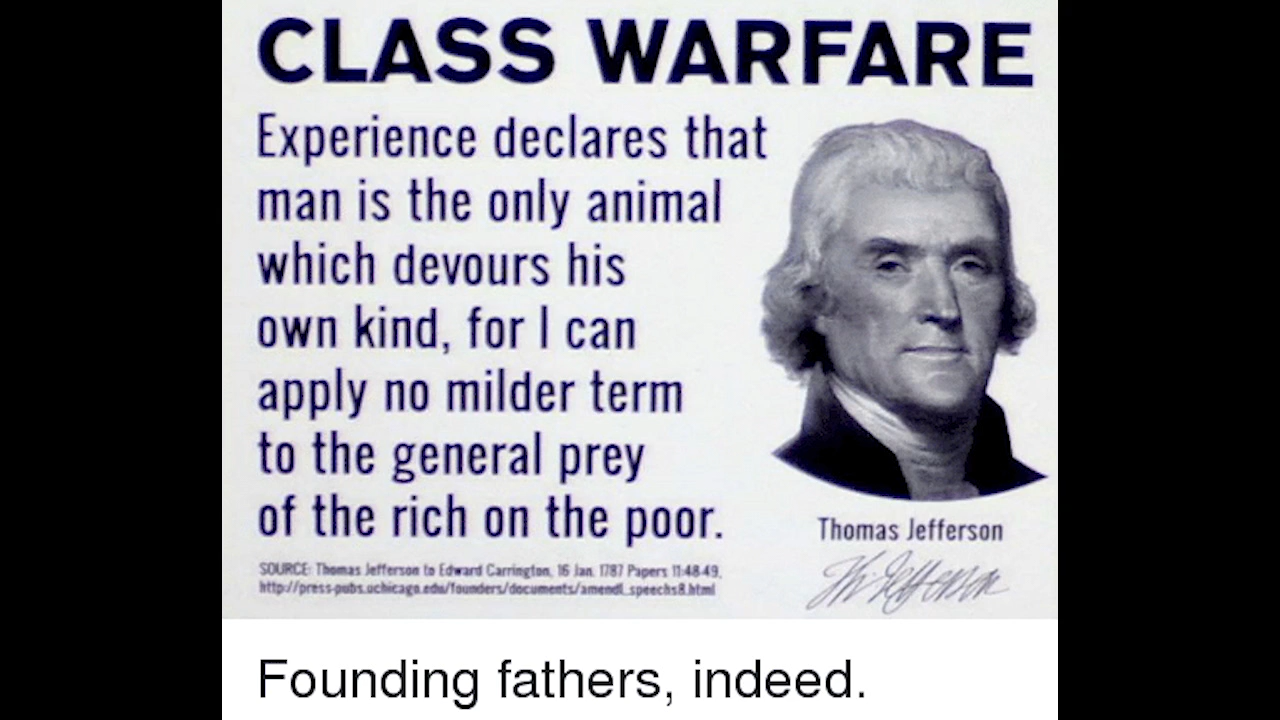 CLASS WARFARE
Experience declares that
man is the only animal
which devours his
own kind, for I can
apply no milder term
to the general prey
of the rich on the poor.
Thomas Jefferson
SOURCE: Thomas Jefferson to Edward Carrington, 16 Jan. 1787 Papers 11:48-49,
http://press-pubs.uchicago.edu/founders/documents/amendI_speechs8.html
Th. Jefferson
Founding fathers, indeed.